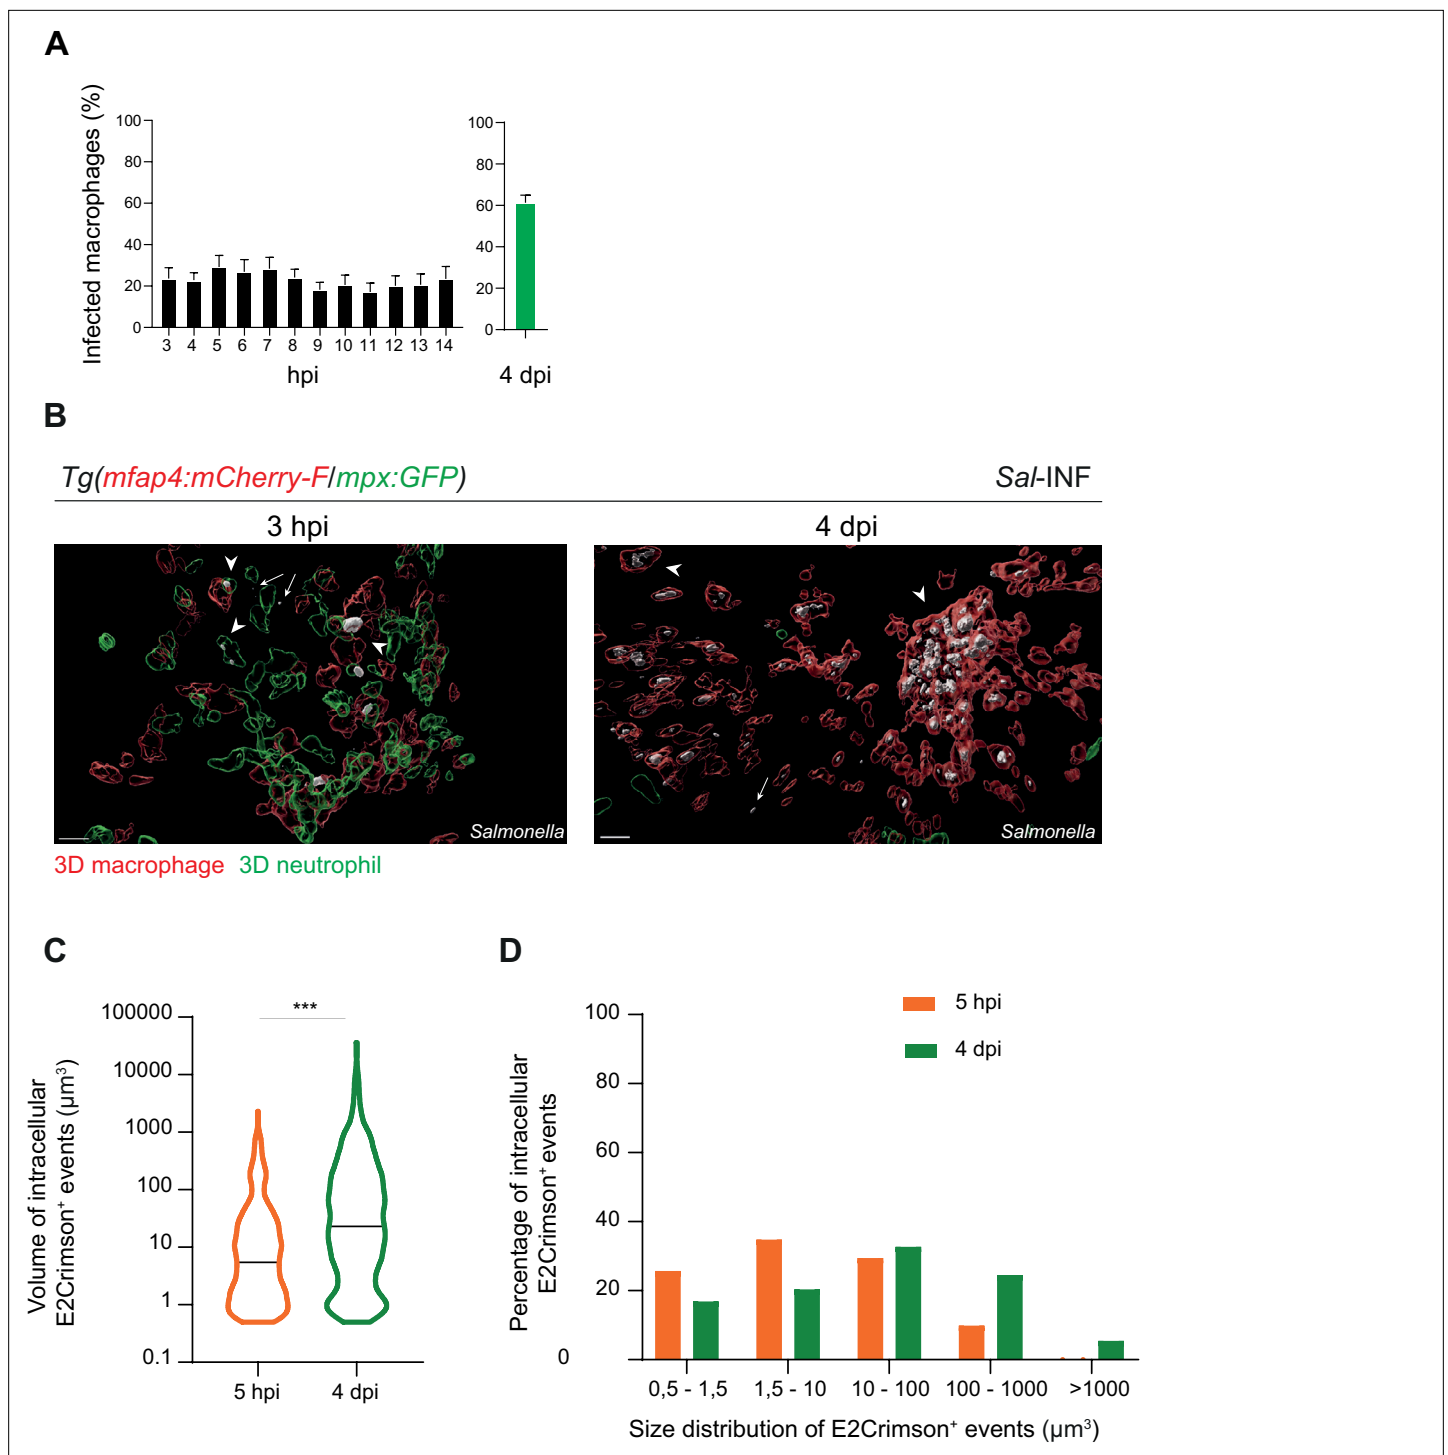 A
Infected macrophages (%)
100
80
60
40
20
0
3 4 5 6 7 8 9 10 11 12 13 14
hpi
100
80
60
40
20
0
4 dpi
B
Tg(mfap4:mCherry-F/mpx:GFP)
Sal-INF
3 hpi
4 dpi
Salmonella
Salmonella
3D macrophage 3D neutrophil
C
Volume of intracellular
E2Crimson⁺ events (µm³)
100000
10000
1000
100
10
1
0.1
***
5 hpi
4 dpi
D
Percentage of intracellular
E2Crimson⁺ events
100
80
60
40
20
0
5 hpi
4 dpi
0,5 - 1,5
1,5 - 10
10 - 100
100 - 1000
>1000
Size distribution of E2Crimson⁺ events (µm³)